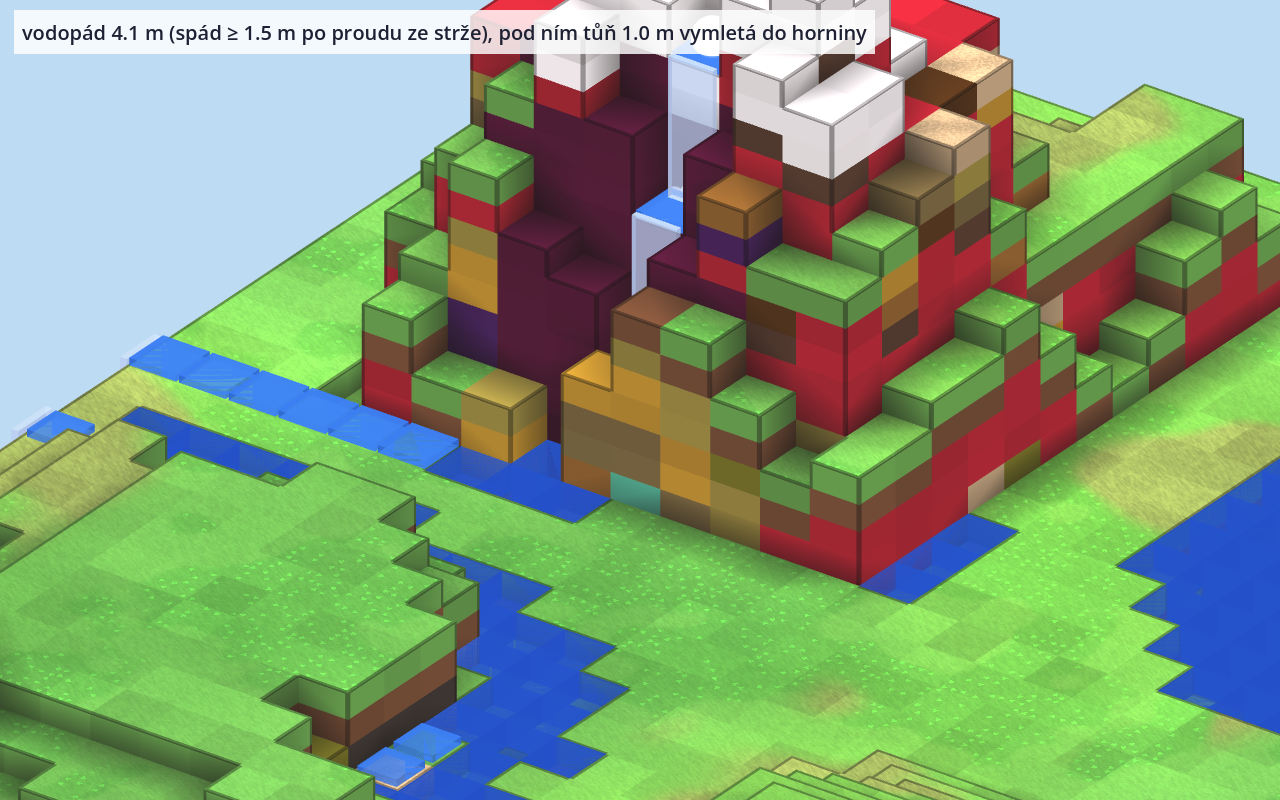 vodopád 4.1 m (spád ≥ 1.5 m po proudu ze strže), pod ním tůň 1.0 m vymletá do horniny